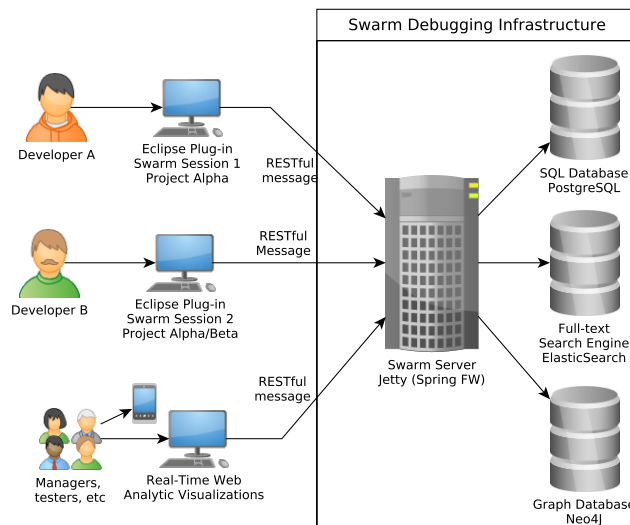 Swarm Debugging Infrastructure
Developer A
Eclipse Plug-in
Swarm Session 1
Project Alpha
RESTful
message
SQL Database
PostgreSQL
Developer B
Eclipse Plug-in
Swarm Session 2
Project Alpha/Beta
RESTful
Message
Swarm Server
Jetty (Spring FW)
Full-text
Search Engine
ElasticSearch
Managers,
testers, etc
Real-Time Web
Analytic Visualizations
RESTful
message
Graph Database
Neo4J